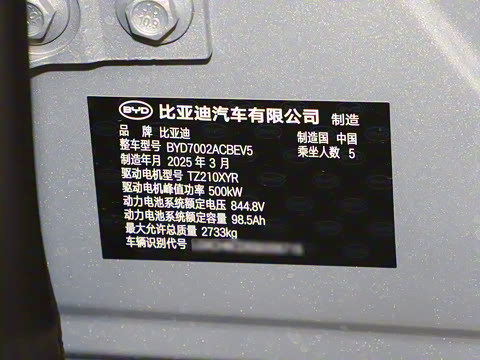 10.9
BYD 比亚迪汽车有限公司 制造
品 牌 比亚迪 制造国 中国
整车型号 BYD7002ACBEV5 乘坐人数 5
制造年月 2025 年 3 月
驱动电机型号 TZ210XYR
驱动电机峰值功率 500kW
动力电池系统额定电压 844.8V
动力电池系统额定容量 98.5Ah
最大允许总质量 2733kg
车辆识别代号